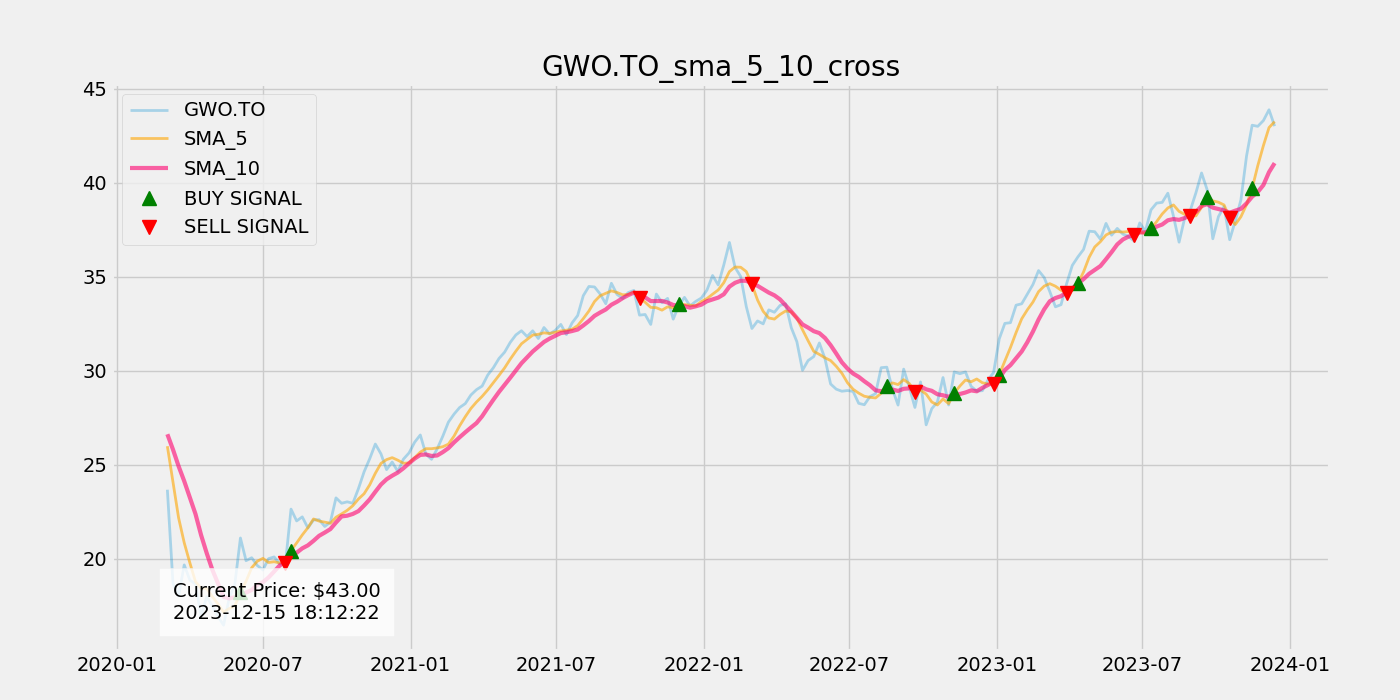 GWO.TO_sma_5_10_cross
45
40
35
30
25
20
GWO.TO
SMA_5
SMA_10
BUY SIGNAL
SELL SIGNAL
Current Price: $43.00
2023-12-15 18:12:22
2020-01 2020-07 2021-01 2021-07 2022-01 2022-07 2023-01 2023-07 2024-01